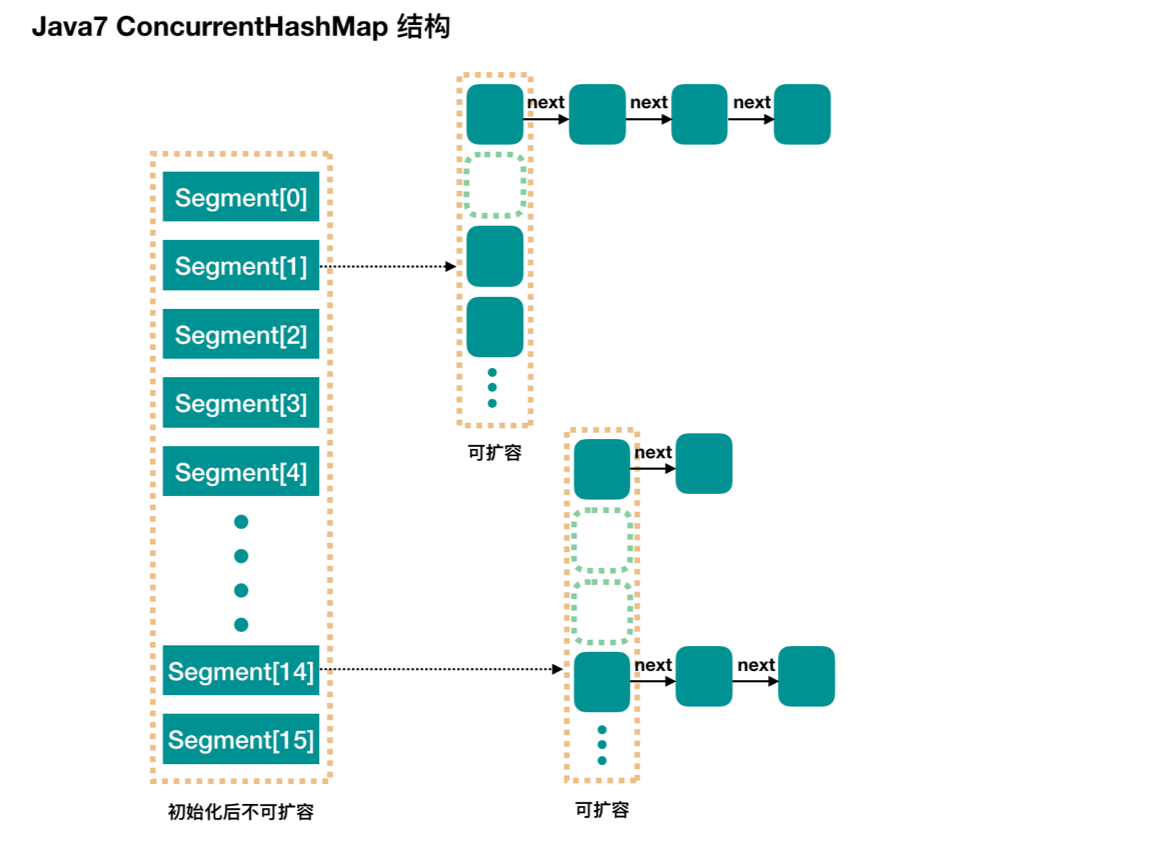 Java7 ConcurrentHashMap 结构
next next next
Segment[0]
Segment[1]
Segment[2]
Segment[3]
Segment[4]
Segment[14]
Segment[15]
初始化后不可扩容
可扩容
next
next next
可扩容